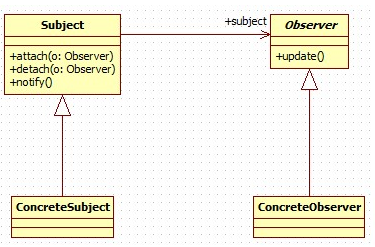 Subject
+attach(o: Observer)
+detach(o: Observer)
+notify()
+subject
Observer
+update()
ConcreteSubject
ConcreteObserver